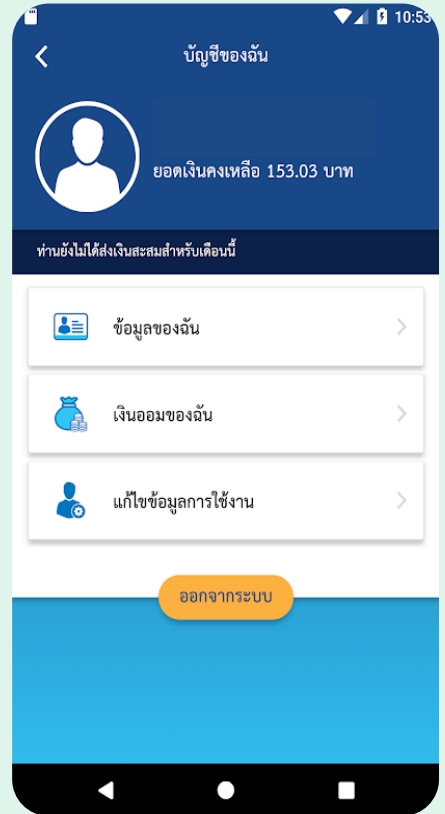 10:53
บัญชีของฉัน
ยอดเงินคงเหลือ 153.03 บาท
ท่านยังไม่ได้ส่งเงินสะสมสำหรับเดือนนี้
ข้อมูลของฉัน
เงินออมของฉัน
แก้ไขข้อมูลการใช้งาน
ออกจากระบบ